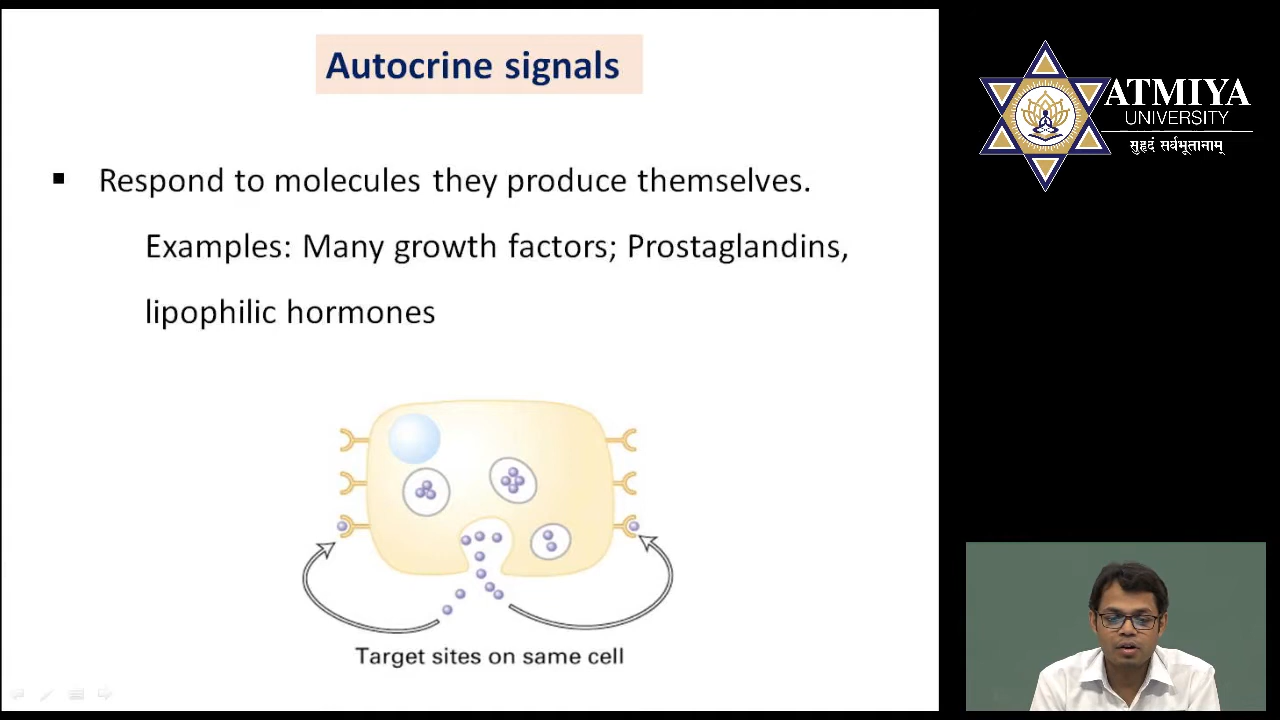 Autocrine signals
Respond to molecules they produce themselves.
Examples: Many growth factors; Prostaglandins,
lipophilic hormones
Target sites on same cell
ATMIYA
UNIVERSITY
सुहृदं सर्वभूतानाम्